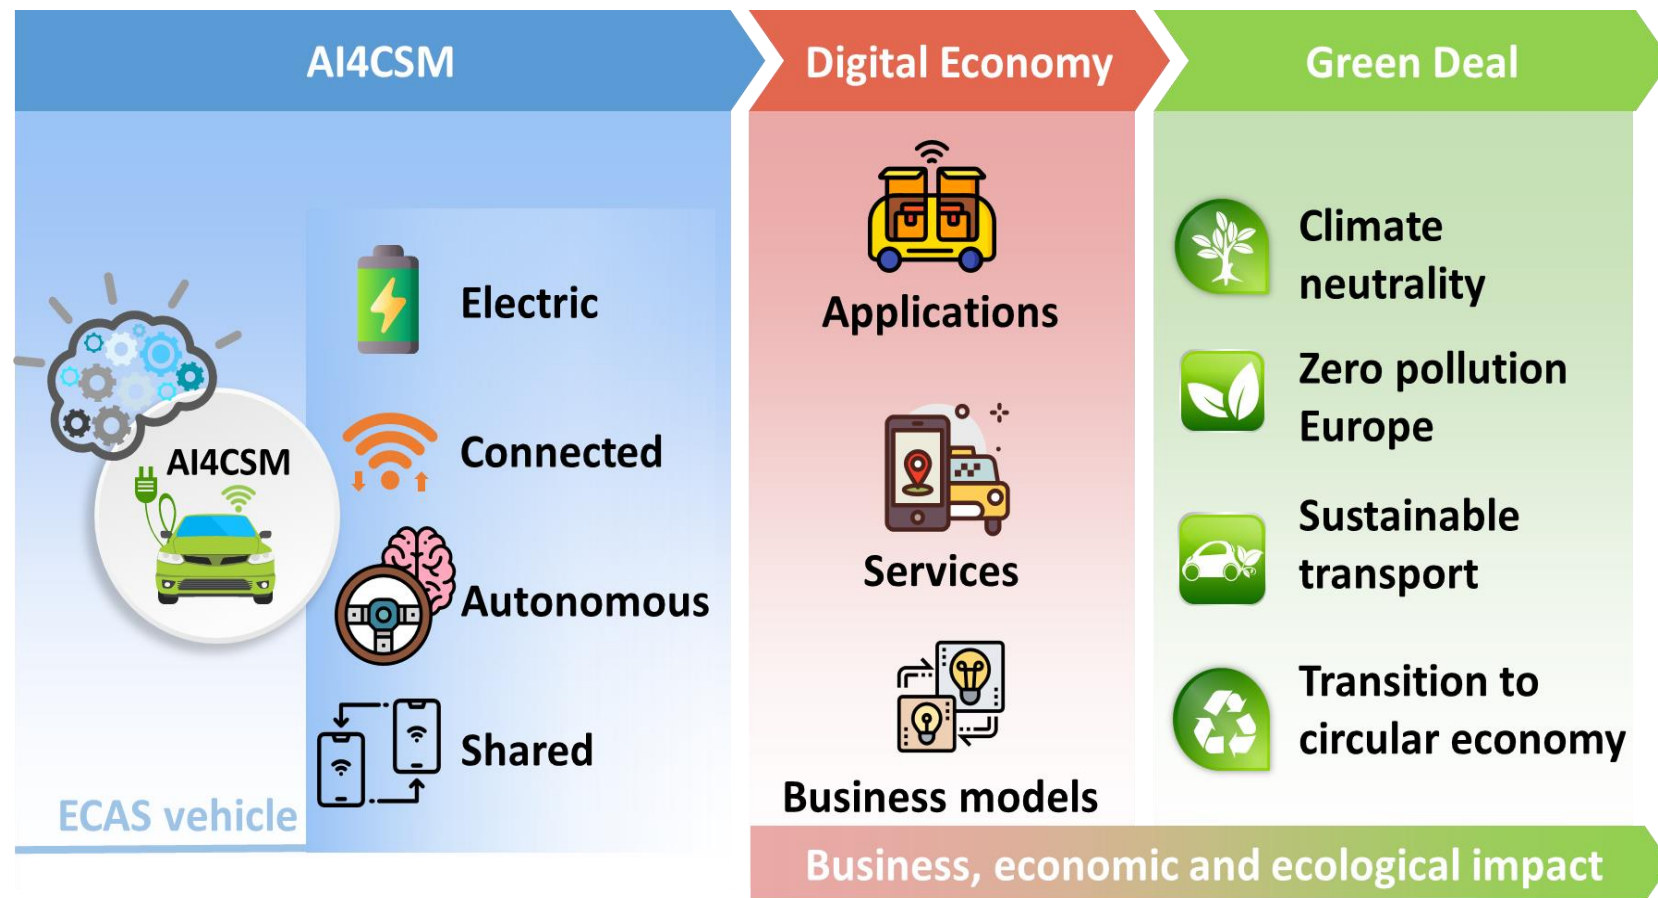 AI4CSM
Digital Economy
Green Deal
AI4CSM
Electric
Connected
Autonomous
Shared
ECAS vehicle
Applications
Services
Business models
Climate
neutrality
Zero pollution
Europe
Sustainable
transport
Transition to
circular economy
Business, economic and ecological impact